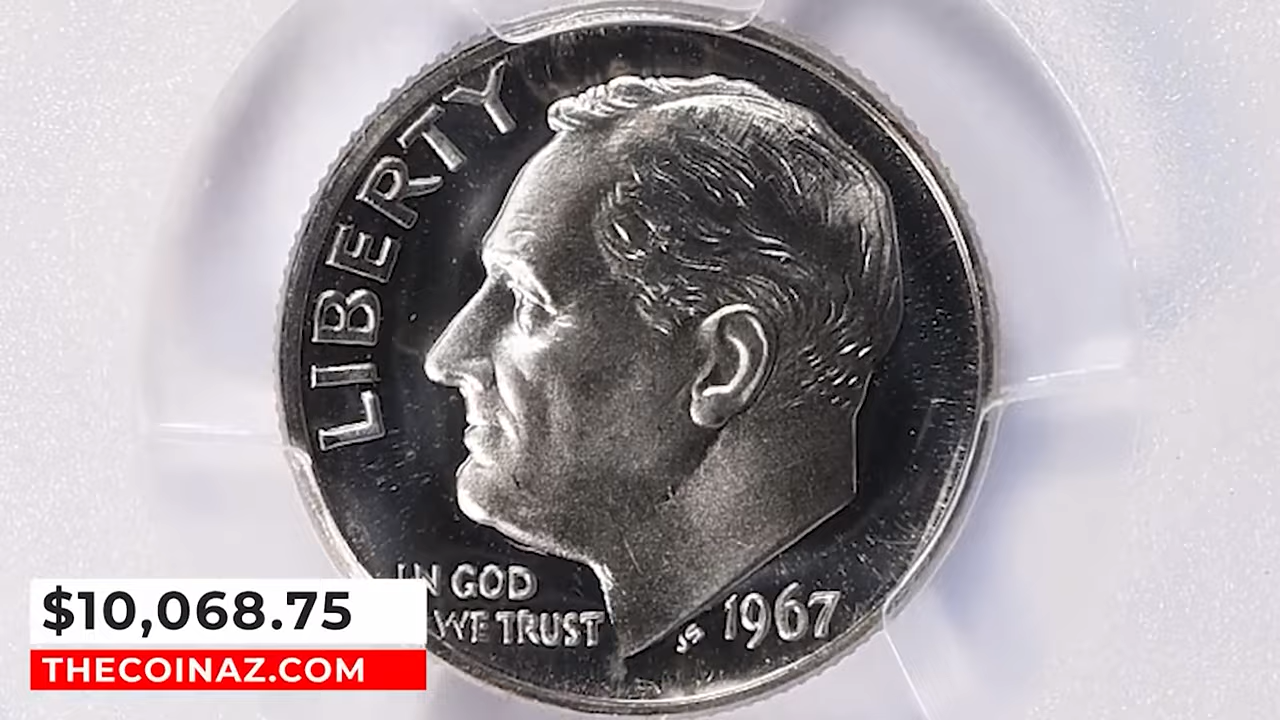 LIBERTY
IN GOD
WE TRUST
JS 1967
$10,068.75
THECOINAZ.COM